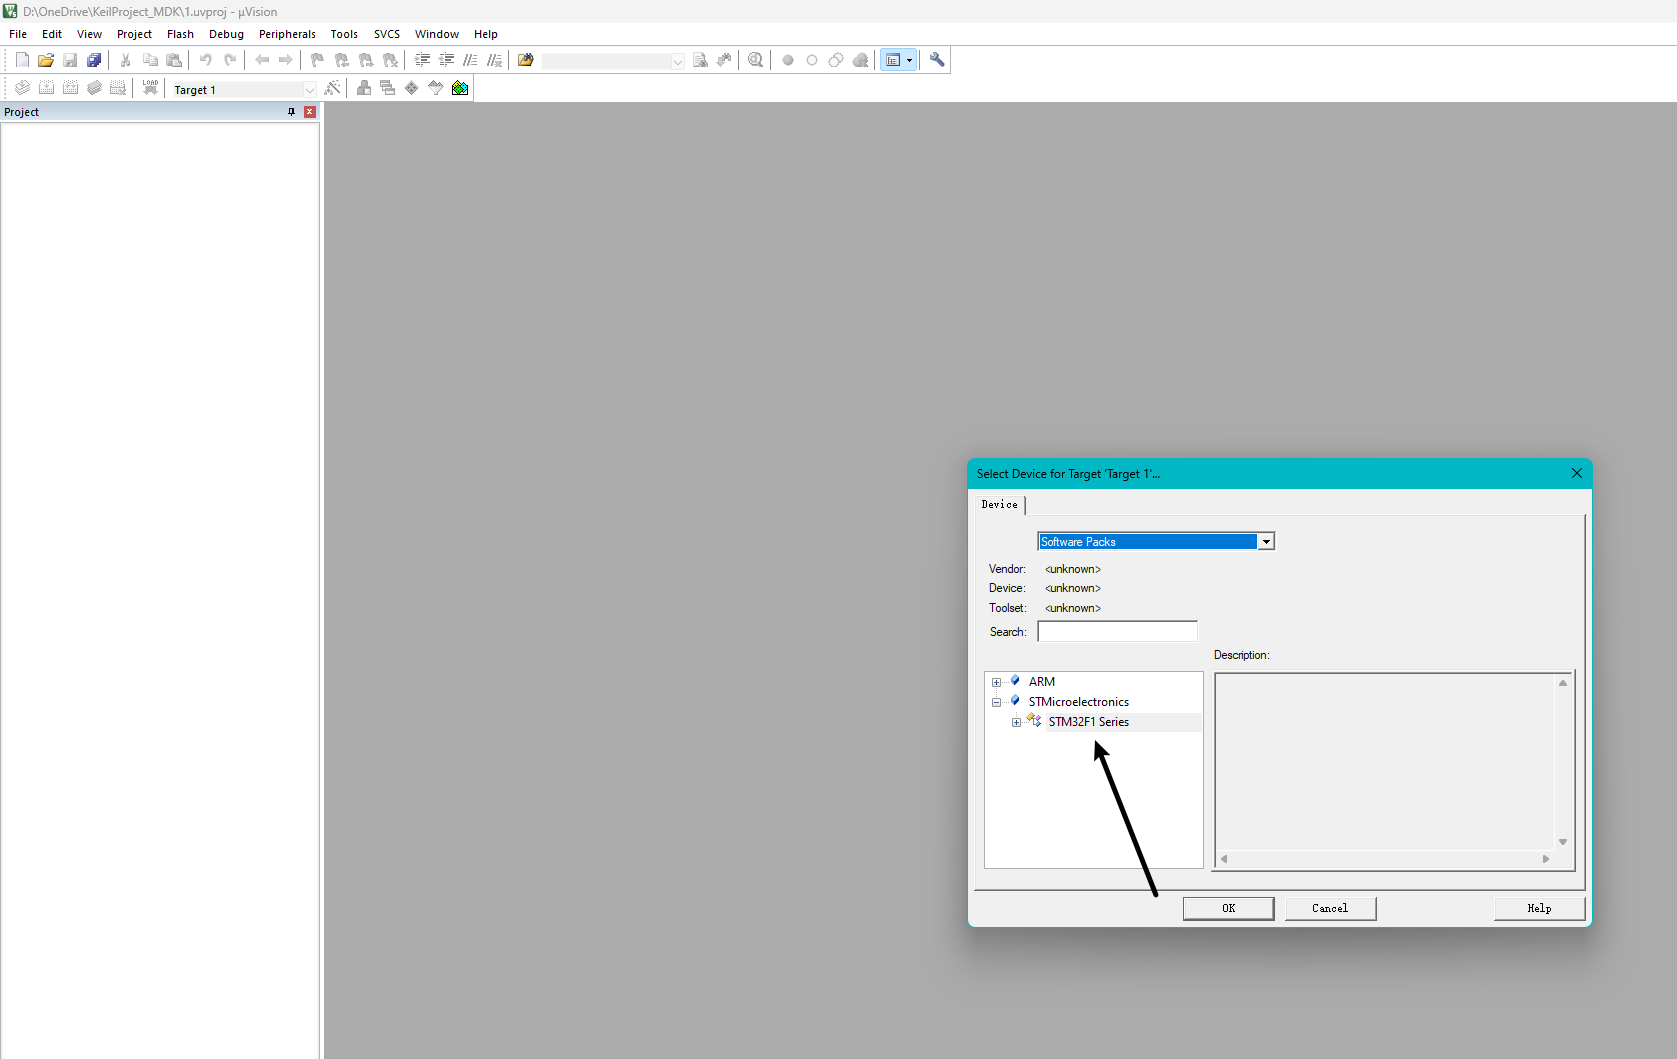 D:\OneDrive\KeilProject_MDK\1.uvproj - µVision
File Edit View Project Flash Debug Peripherals Tools SVCS Window Help
LOAD
Target 1
Project
Select Device for Target 'Target 1'...
Device
Software Packs
Vendor: <unknown>
Device: <unknown>
Toolset: <unknown>
Search:
Description:
ARM
STMicroelectronics
STM32F1 Series
OK Cancel Help